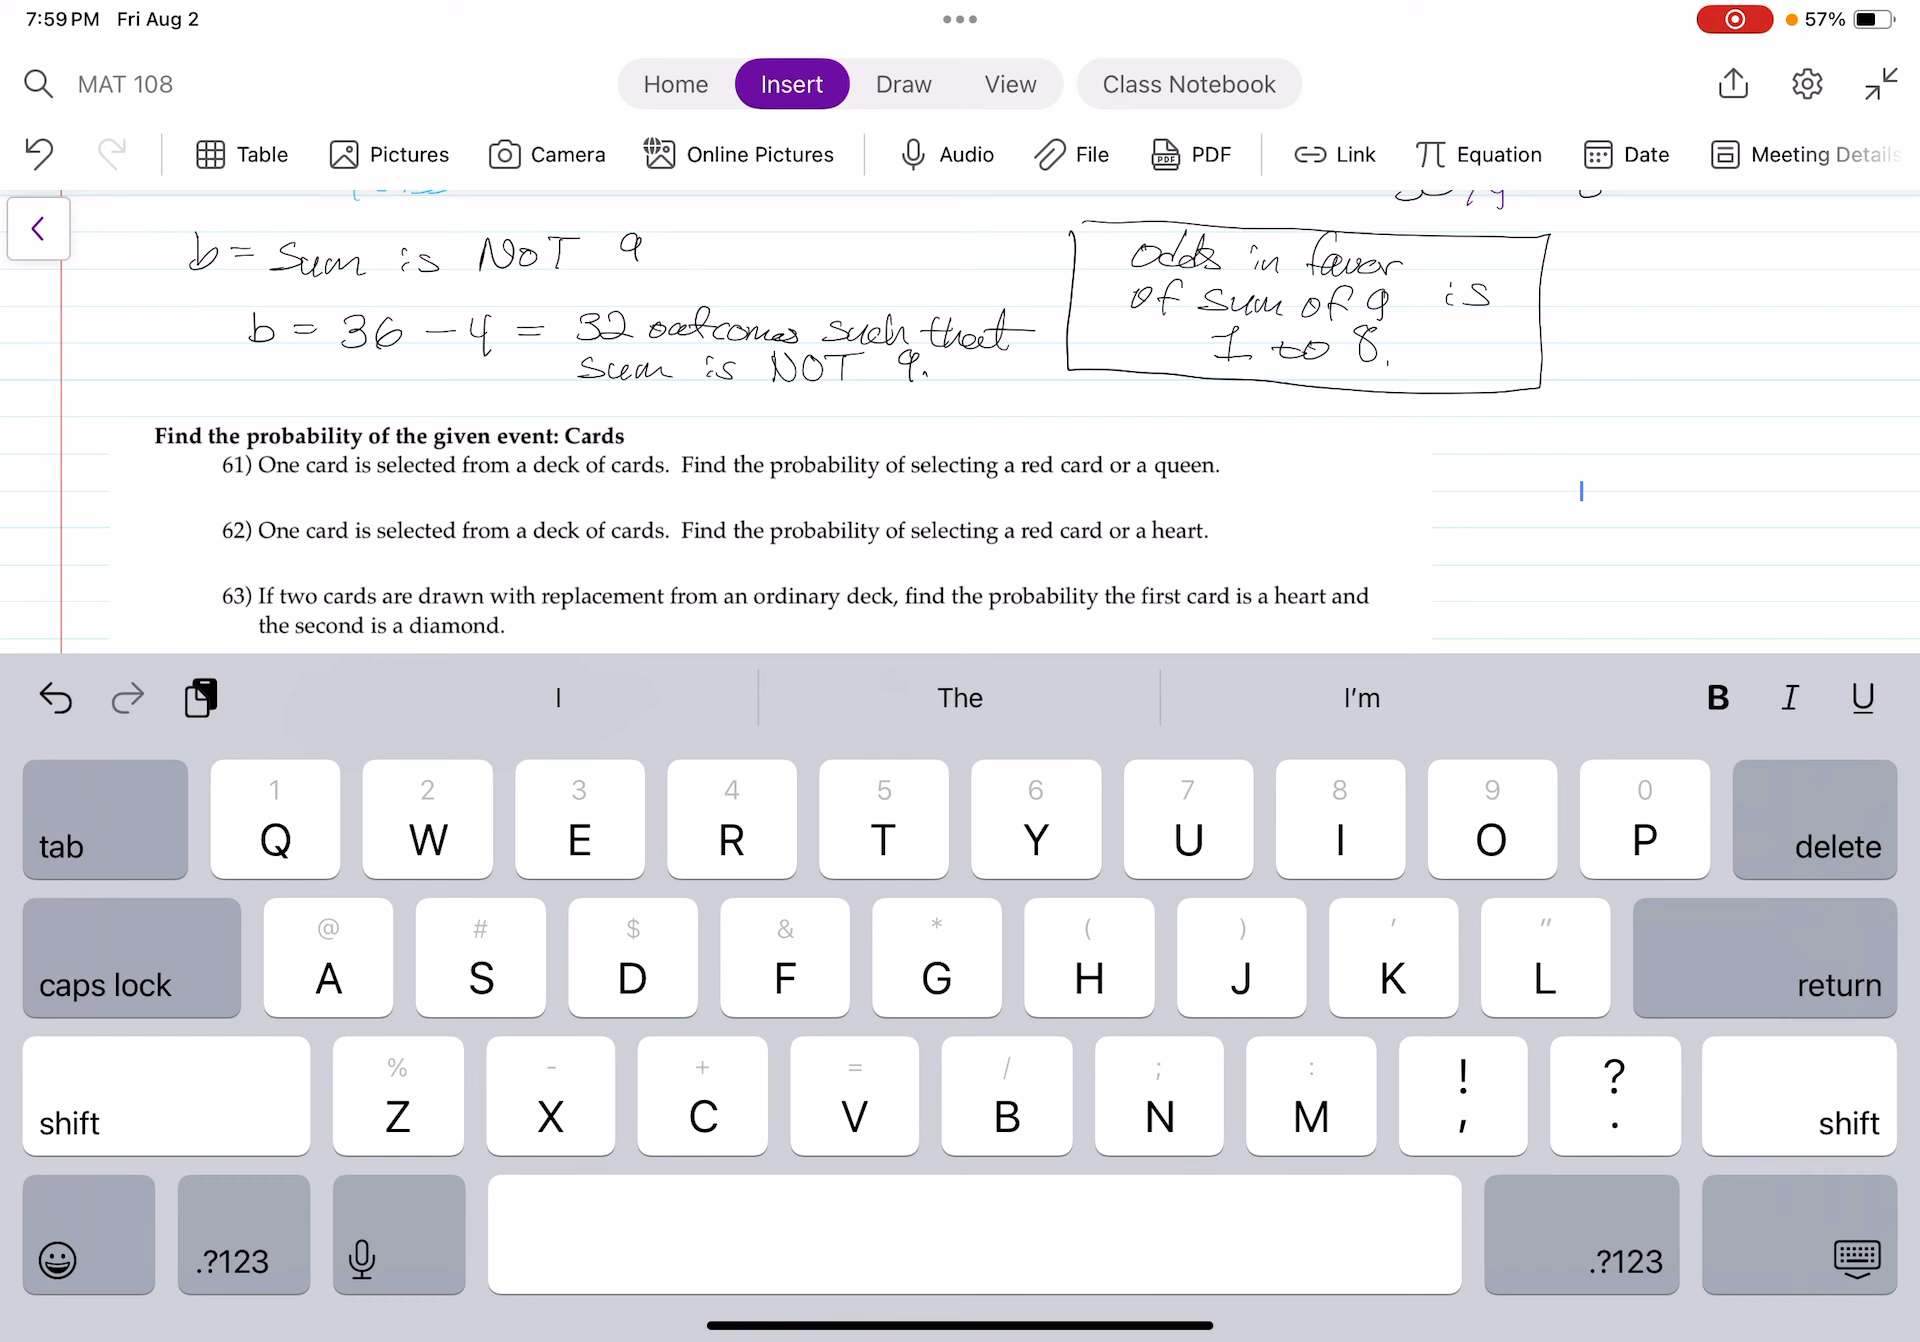 7:59 PM Fri Aug 2
57%
MAT 108
Home Insert Draw View Class Notebook
Table Pictures Camera Online Pictures Audio File PDF Link Equation Date Meeting Details
b = Sum is NOT 9
b = 36 - 4 = 32 outcomes such that
sum is NOT 9.
Odds in favor
of sum of 9 is
1 to 8.
Find the probability of the given event: Cards
61) One card is selected from a deck of cards. Find the probability of selecting a red card or a queen.
62) One card is selected from a deck of cards. Find the probability of selecting a red card or a heart.
63) If two cards are drawn with replacement from an ordinary deck, find the probability the first card is a heart and
the second is a diamond.
I The I'm B I U
1 2 3 4 5 6 7 8 9 0
tab Q W E R T Y U I O P delete
@ # $ & * ( ) ' "
caps lock A S D F G H J K L return
% - + = / ; : ! ?
shift Z X C V B N M , . shift
.?123 .?123